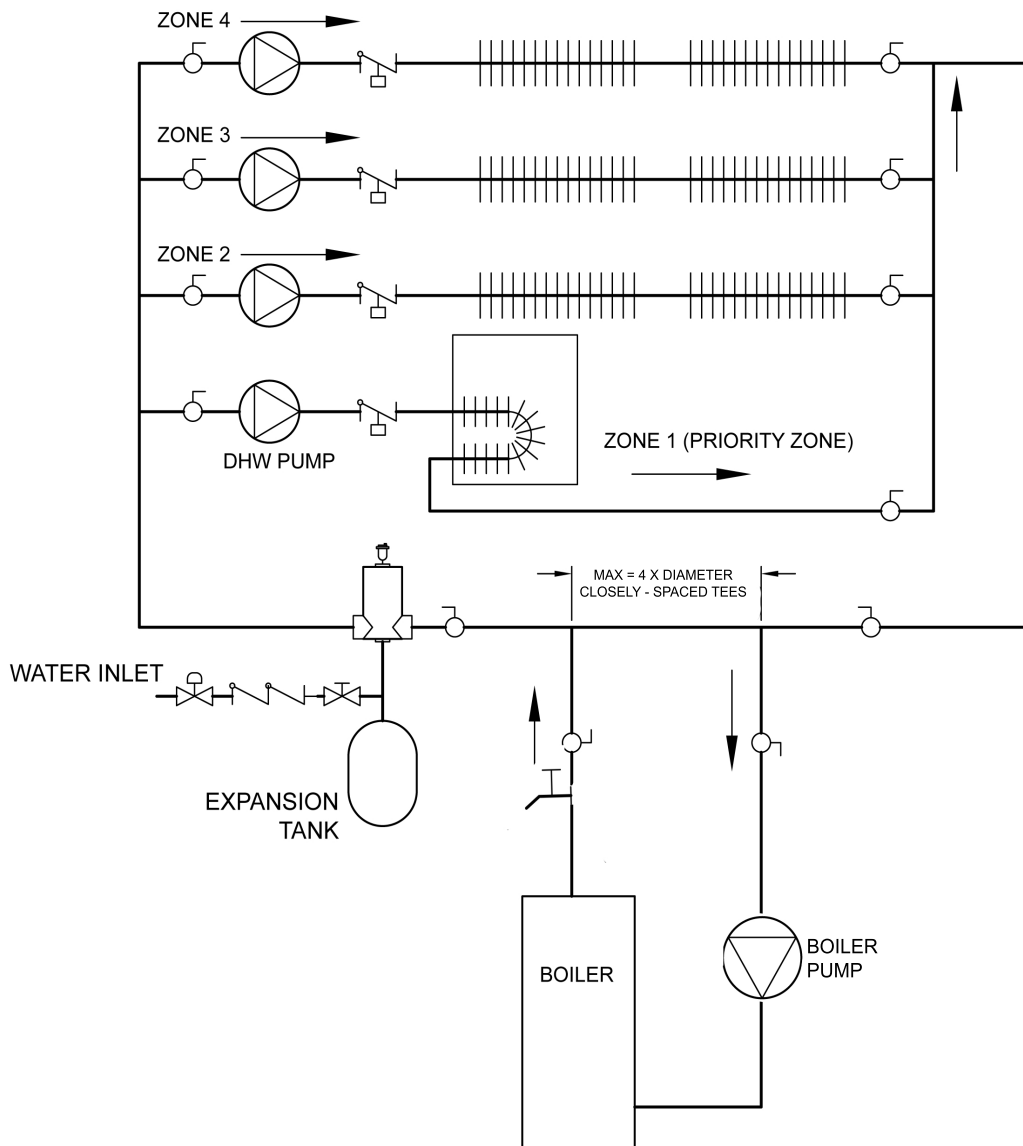 ZONE 4
ZONE 3
ZONE 2
DHW PUMP
ZONE 1 (PRIORITY ZONE)
MAX = 4 X DIAMETER
CLOSELY - SPACED TEES
WATER INLET
EXPANSION
TANK
BOILER
BOILER
PUMP